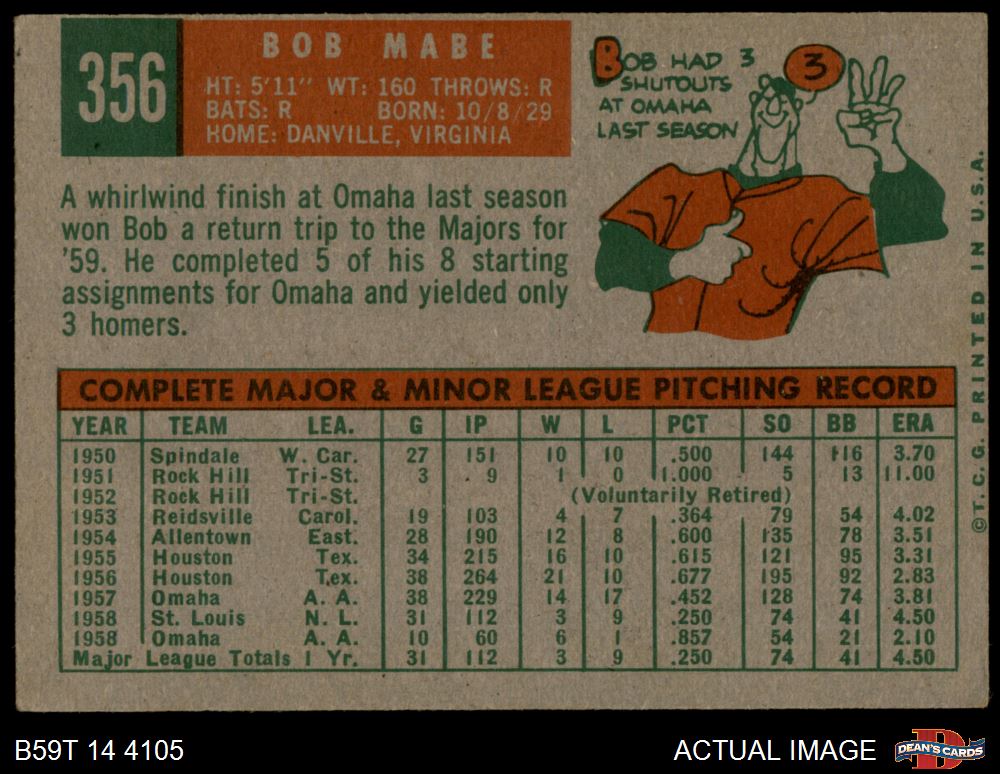 356
BOB MABE
HT: 5'11" WT: 160 THROWS: R
BATS: R BORN: 10/8/29
HOME: DANVILLE, VIRGINIA
BOB HAD 3
SHUTOUTS
AT OMAHA
LAST SEASON
3
A whirlwind finish at Omaha last season
won Bob a return trip to the Majors for
'59. He completed 5 of his 8 starting
assignments for Omaha and yielded only
3 homers.
COMPLETE MAJOR & MINOR LEAGUE PITCHING RECORD
YEAR TEAM LEA. G IP W L PCT SO BB ERA
1950 Spindale W. Car. 27 151 10 10 .500 144 116 3.70
1951 Rock Hill Tri-St. 3 9 1 0 1.000 5 13 11.00
1952 Rock Hill Tri-St. (Voluntarily Retired)
1953 Reidsville Carol. 19 103 4 7 .364 79 54 4.02
1954 Allentown East. 28 190 12 8 .600 135 78 3.51
1955 Houston Tex. 34 215 16 10 .615 121 95 3.31
1956 Houston Tex. 38 264 21 10 .677 195 92 2.83
1957 Omaha A. A. 38 229 14 17 .452 128 74 3.81
1958 St. Louis N. L. 31 112 3 9 .250 74 41 4.50
1958 Omaha A. A. 10 60 6 1 .857 54 21 2.10
Major League Totals 1 Yr. 31 112 3 9 .250 74 41 4.50
©T.C.G. PRINTED IN U.S.A.
B59T 14 4105
ACTUAL IMAGE
D
DEAN'S CARDS